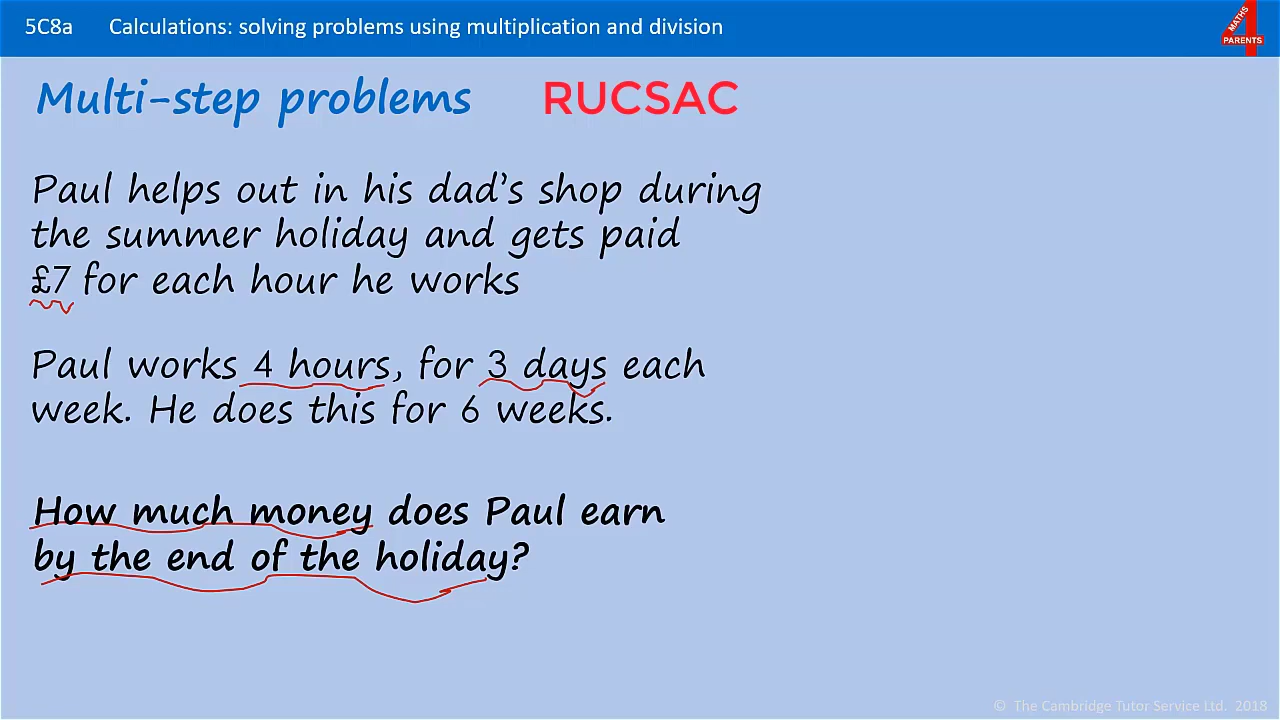 5C8a Calculations: solving problems using multiplication and division
MATHS
4
PARENTS
Multi-step problems RUCSAC
Paul helps out in his dad's shop during
the summer holiday and gets paid
£7 for each hour he works
Paul works 4 hours, for 3 days each
week. He does this for 6 weeks.
How much money does Paul earn
by the end of the holiday?
© The Cambridge Tutor Service Ltd. 2018